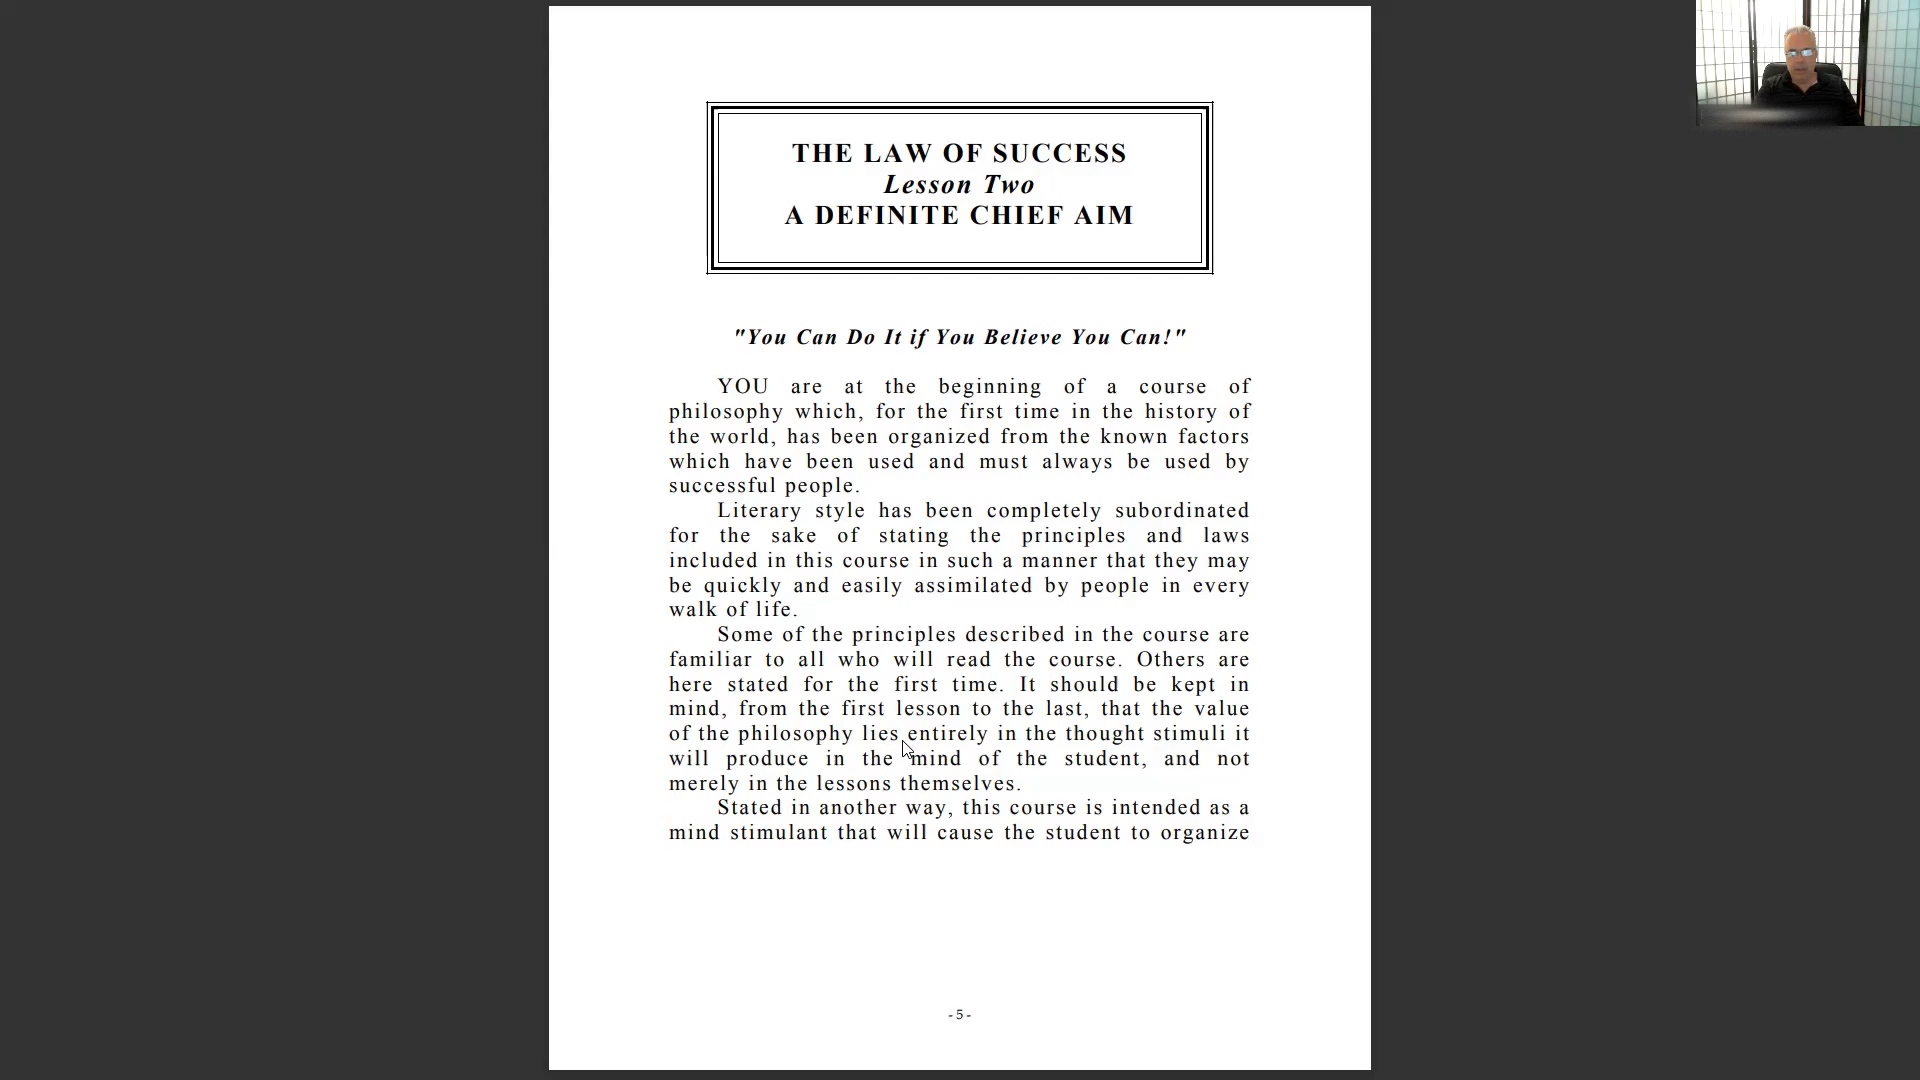 THE LAW OF SUCCESS
Lesson Two
A DEFINITE CHIEF AIM
"You Can Do It if You Believe You Can!"
YOU are at the beginning of a course of
philosophy which, for the first time in the history of
the world, has been organized from the known factors
which have been used and must always be used by
successful people.
Literary style has been completely subordinated
for the sake of stating the principles and laws
included in this course in such a manner that they may
be quickly and easily assimilated by people in every
walk of life.
Some of the principles described in the course are
familiar to all who will read the course. Others are
here stated for the first time. It should be kept in
mind, from the first lesson to the last, that the value
of the philosophy lies entirely in the thought stimuli it
will produce in the mind of the student, and not
merely in the lessons themselves.
Stated in another way, this course is intended as a
mind stimulant that will cause the student to organize
- 5 -